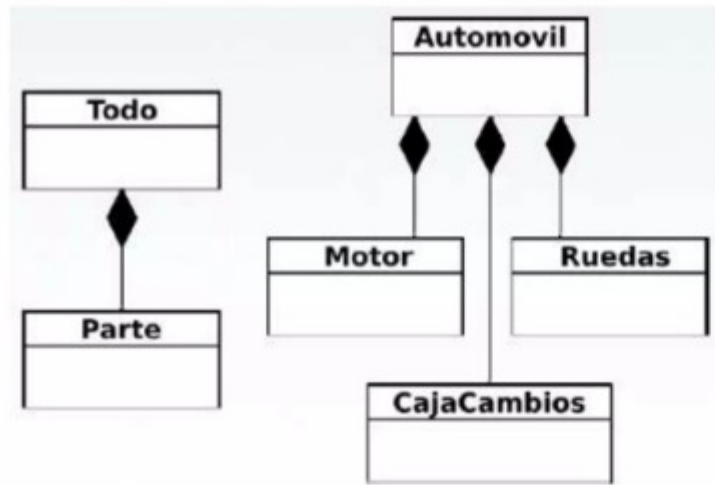 Todo
Parte
Automovil
Motor
Ruedas
CajaCambios